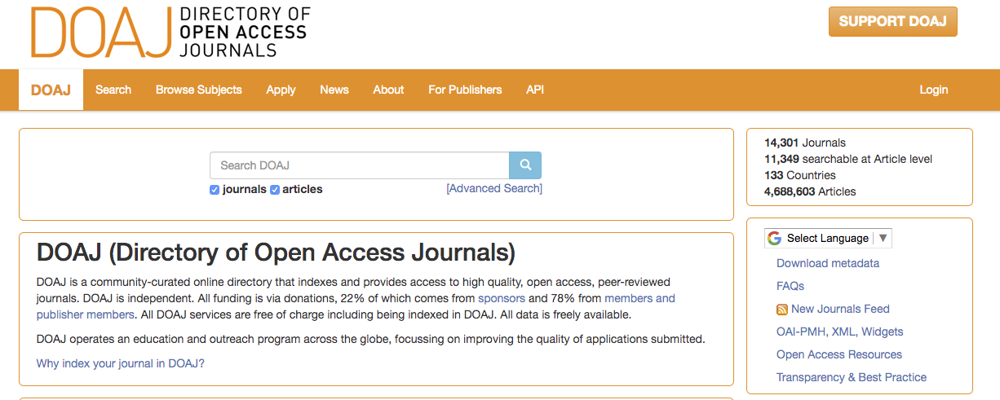 DOAJ
DIRECTORY OF
OPEN ACCESS
JOURNALS
SUPPORT DOAJ
DOAJ Search Browse Subjects Apply News About For Publishers API Login
Search DOAJ
journals articles [Advanced Search]
14,301 Journals
11,349 searchable at Article level
133 Countries
4,688,603 Articles
DOAJ (Directory of Open Access Journals)
DOAJ is a community-curated online directory that indexes and provides access to high quality, open access, peer-reviewed
journals. DOAJ is independent. All funding is via donations, 22% of which comes from sponsors and 78% from members and
publisher members. All DOAJ services are free of charge including being indexed in DOAJ. All data is freely available.
DOAJ operates an education and outreach program across the globe, focussing on improving the quality of applications submitted.
Why index your journal in DOAJ?
Select Language ▼
Download metadata
FAQs
New Journals Feed
OAI-PMH, XML, Widgets
Open Access Resources
Transparency & Best Practice